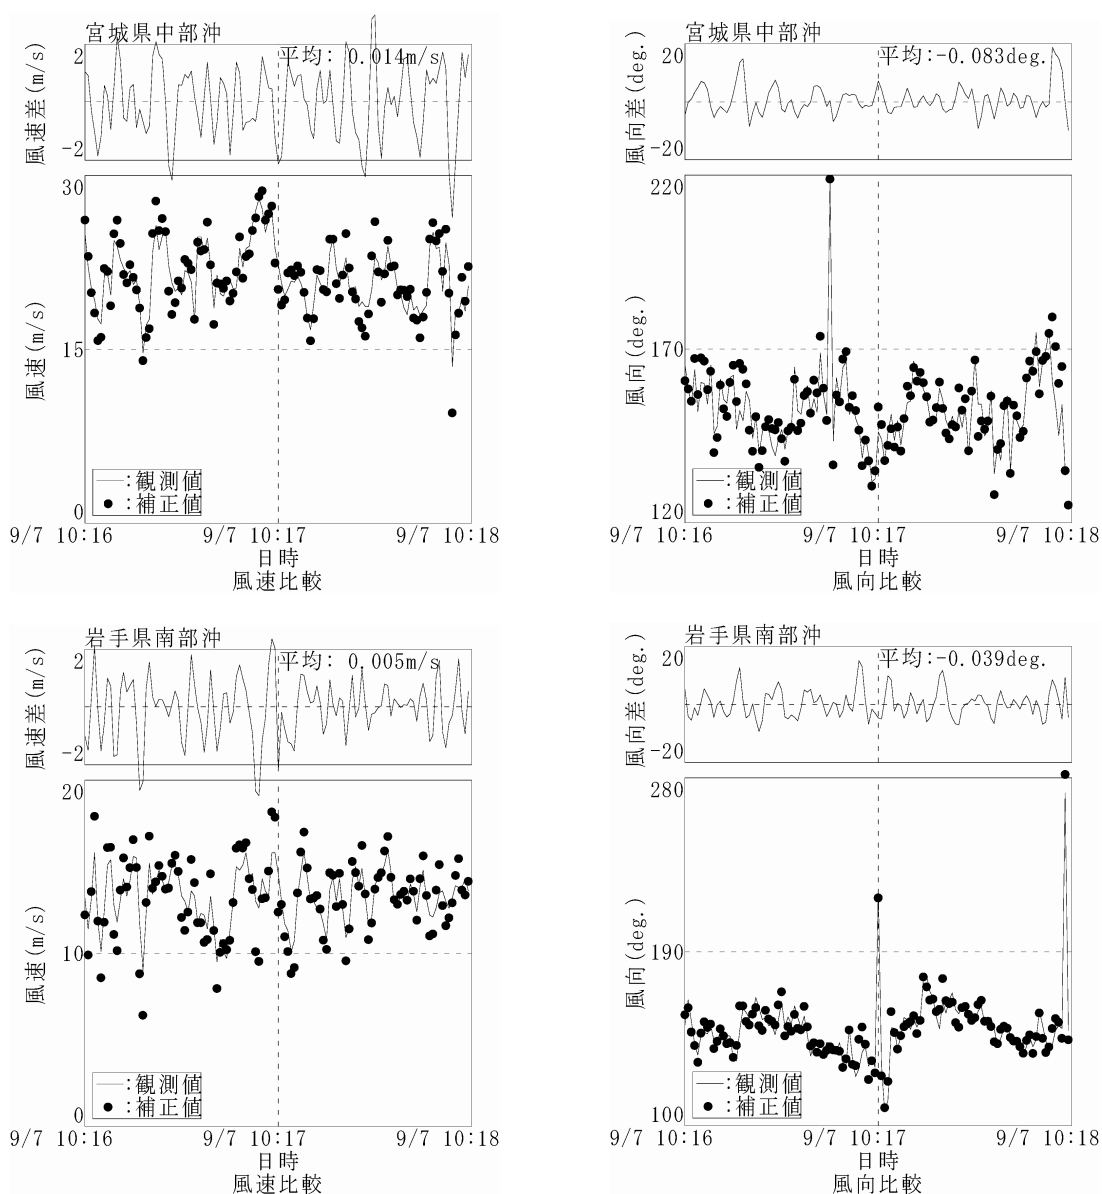 宮城県中部沖
平均: 0.014m/s
風速差(m/s)
2
-2
風速(m/s)
30
15
0
:観測値
:補正値
9/7 10:16
9/7 10:17
9/7 10:18
日時
風速比較
宮城県中部沖
平均:-0.083deg.
風向差(deg.)
20
-20
風向(deg.)
220
170
120
:観測値
:補正値
9/7 10:16
9/7 10:17
9/7 10:18
日時
風向比較
岩手県南部沖
平均: 0.005m/s
風速差(m/s)
2
-2
風速(m/s)
20
10
0
:観測値
:補正値
9/7 10:16
9/7 10:17
9/7 10:18
日時
風速比較
岩手県南部沖
平均:-0.039deg.
風向差(deg.)
20
-20
風向(deg.)
280
190
100
:観測値
:補正値
9/7 10:16
9/7 10:17
9/7 10:18
日時
風向比較